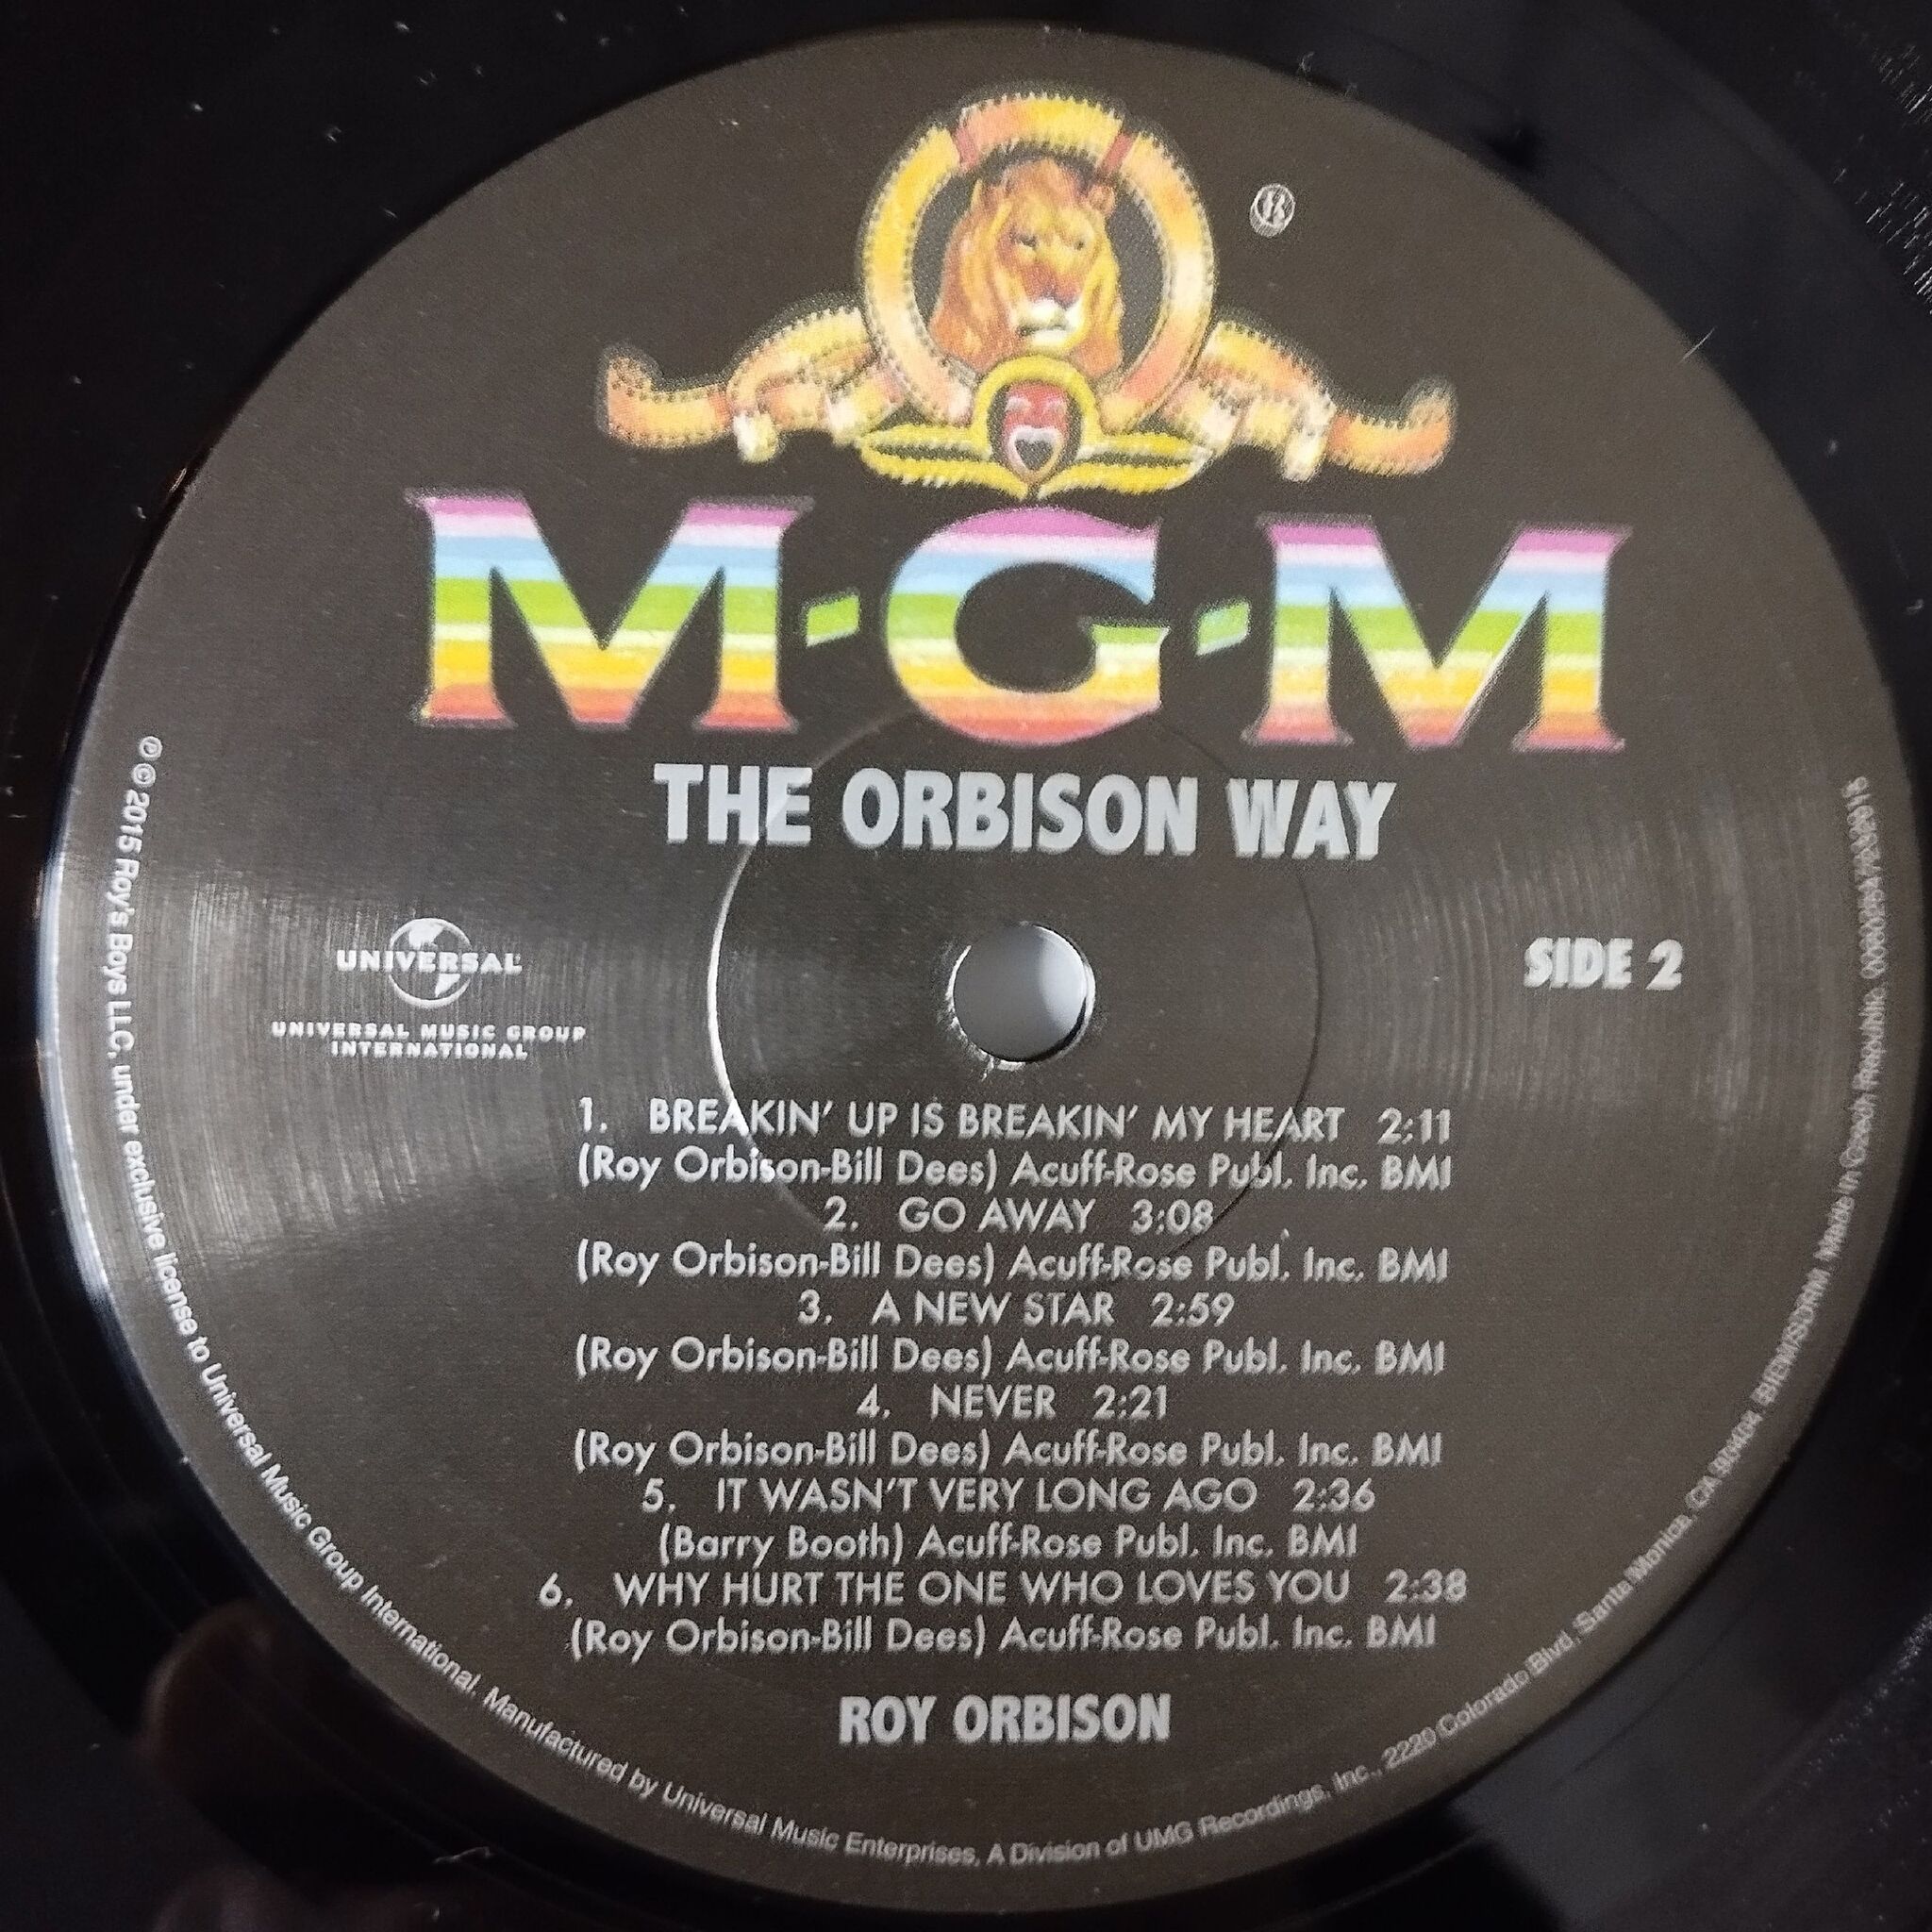 ®
M·G·M
THE ORBISON WAY
UNIVERSAL
UNIVERSAL MUSIC GROUP
INTERNATIONAL
SIDE 2
1. BREAKIN' UP IS BREAKIN' MY HEART 2:11
(Roy Orbison-Bill Dees) Acuff-Rose Publ. Inc. BMI
2. GO AWAY 3:08
(Roy Orbison-Bill Dees) Acuff-Rose Publ. Inc. BMI
3. A NEW STAR 2:59
(Roy Orbison-Bill Dees) Acuff-Rose Publ. Inc. BMI
4. NEVER 2:21
(Roy Orbison-Bill Dees) Acuff-Rose Publ. Inc. BMI
5. IT WASN'T VERY LONG AGO 2:36
(Barry Booth) Acuff-Rose Publ. Inc. BMI
6. WHY HURT THE ONE WHO LOVES YOU 2:38
(Roy Orbison-Bill Dees) Acuff-Rose Publ. Inc. BMI
ROY ORBISON
℗ © 2015 Roy's Boys LLC, under exclusive license to Universal Music Group International. Manufactured by Universal Music Enterprises, A Division of UMG Recordings, Inc., 2220 Colorado Blvd, Santa Monica, CA 90404. BIEM/SDRM. Made in Czech Republic.